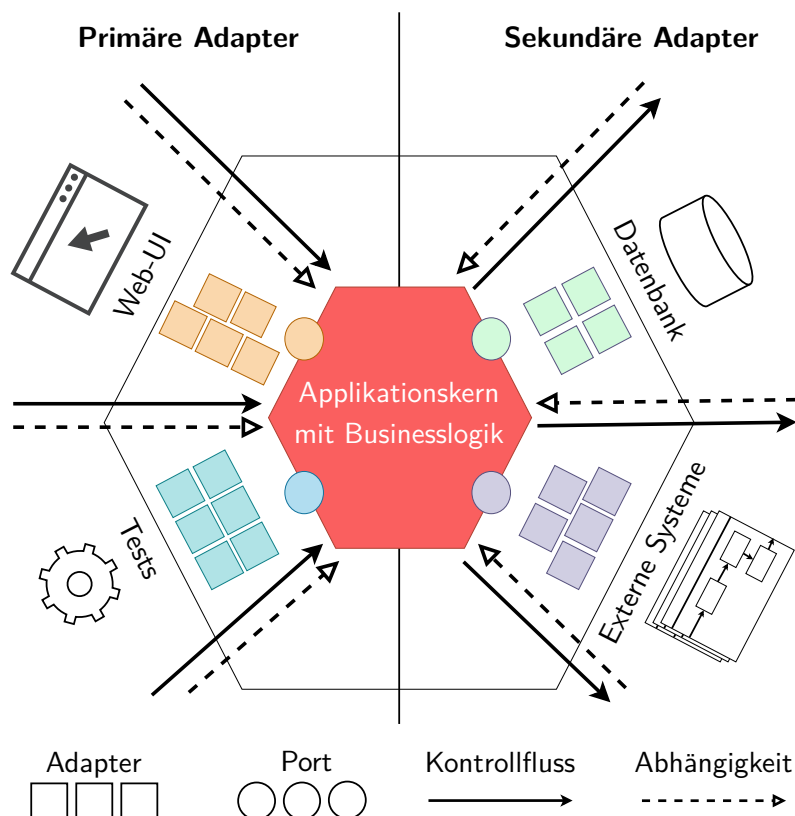 Primäre Adapter
Sekundäre Adapter
Web-UI
Datenbank
Applikationskern
mit Businesslogik
Tests
Externe Systeme
Adapter
Port
Kontrollfluss
Abhängigkeit